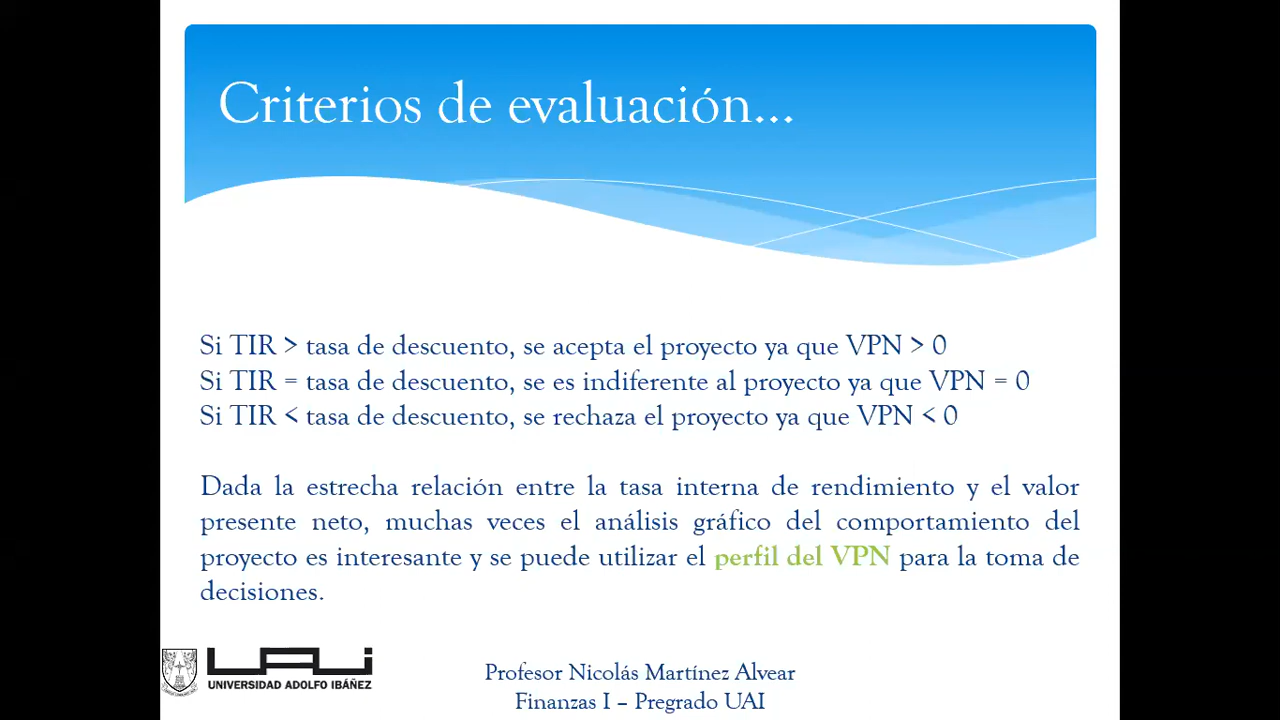 Criterios de evaluación...
Si TIR > tasa de descuento, se acepta el proyecto ya que VPN > 0
Si TIR = tasa de descuento, se es indiferente al proyecto ya que VPN = 0
Si TIR < tasa de descuento, se rechaza el proyecto ya que VPN < 0
Dada la estrecha relación entre la tasa interna de rendimiento y el valor
presente neto, muchas veces el análisis gráfico del comportamiento del
proyecto es interesante y se puede utilizar el perfil del VPN para la toma de
decisiones.
UAI
UNIVERSIDAD ADOLFO IBÁÑEZ
Profesor Nicolás Martínez Alvear
Finanzas I – Pregrado UAI